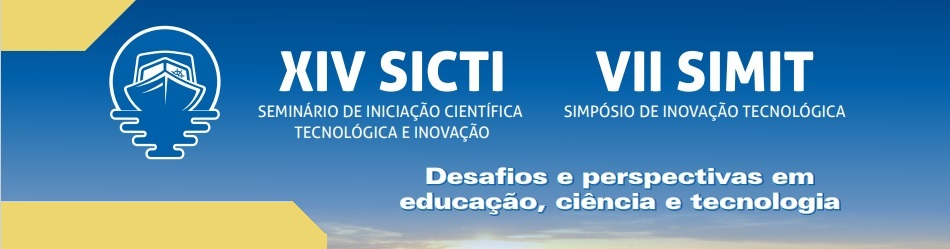 XIV SICTI
SEMINÁRIO DE INICIAÇÃO CIENTÍFICA
TECNOLÓGICA E INOVAÇÃO
VII SIMIT
SIMPÓSIO DE INOVAÇÃO TECNOLÓGICA
Desafios e perspectivas em
educação, ciência e tecnologia